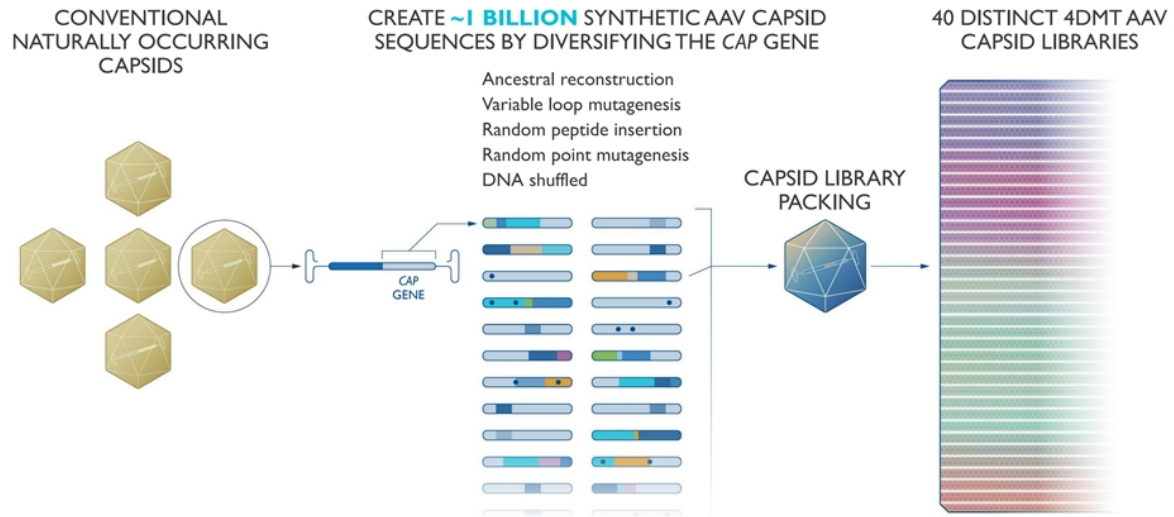 CONVENTIONAL
NATURALLY OCCURRING
CAPSIDS
CREATE ~1 BILLION SYNTHETIC AAV CAPSID
SEQUENCES BY DIVERSIFYING THE CAP GENE
Ancestral reconstruction
Variable loop mutagenesis
Random peptide insertion
Random point mutagenesis
DNA shuffled
CAP
GENE
CAPSID LIBRARY
PACKING
40 DISTINCT 4DMT AAV
CAPSID LIBRARIES